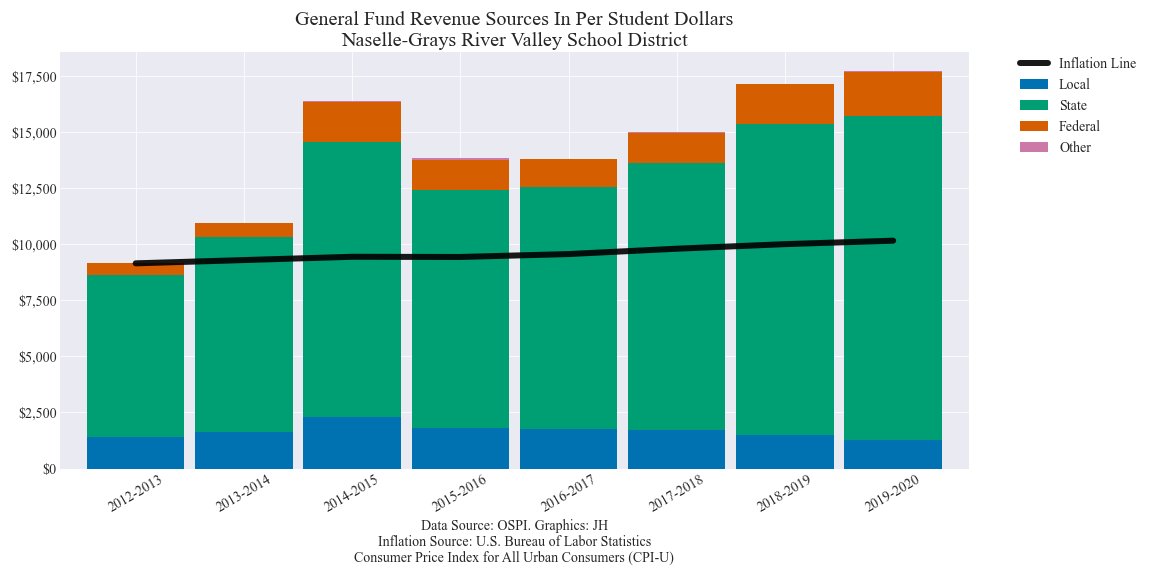 General Fund Revenue Sources In Per Student Dollars
Naselle-Grays River Valley School District
Inflation Line
Local
State
Federal
Other
$17,500
$15,000
$12,500
$10,000
$7,500
$5,000
$2,500
$0
2012-2013
2013-2014
2014-2015
2015-2016
2016-2017
2017-2018
2018-2019
2019-2020
Data Source: OSPI. Graphics: JH
Inflation Source: U.S. Bureau of Labor Statistics
Consumer Price Index for All Urban Consumers (CPI-U)